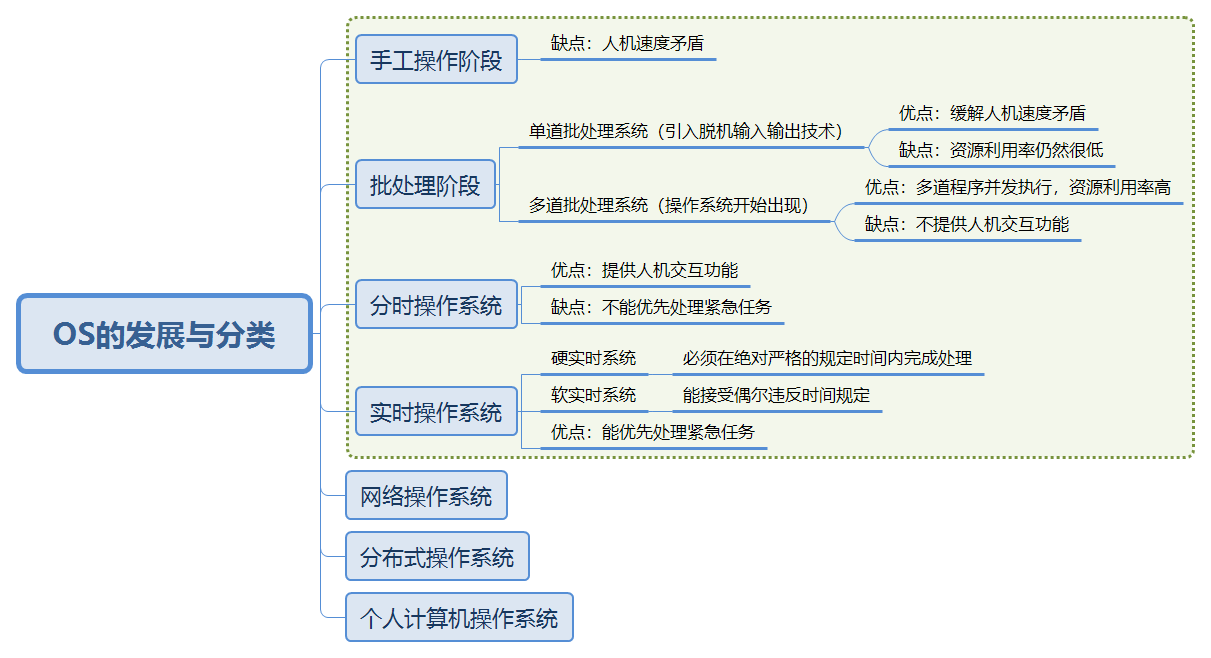 OS的发展与分类
手工操作阶段
缺点：人机速度矛盾
批处理阶段
单道批处理系统（引入脱机输入输出技术）
优点：缓解人机速度矛盾
缺点：资源利用率仍然很低
多道批处理系统（操作系统开始出现）
优点：多道程序并发执行，资源利用率高
缺点：不提供人机交互功能
分时操作系统
优点：提供人机交互功能
缺点：不能优先处理紧急任务
实时操作系统
硬实时系统
必须在绝对严格的规定时间内完成处理
软实时系统
能接受偶尔违反时间规定
优点：能优先处理紧急任务
网络操作系统
分布式操作系统
个人计算机操作系统